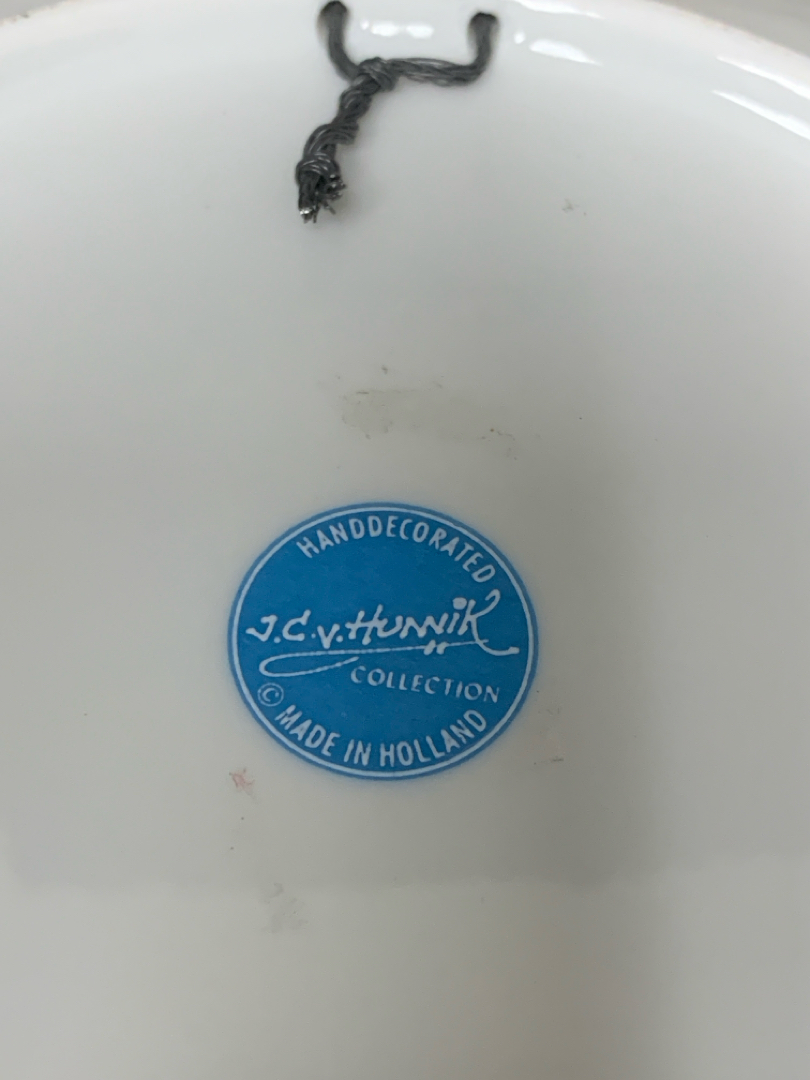 HANDDECORATED
J.C.v.HUNNiK
COLLECTION
© MADE IN HOLLAND